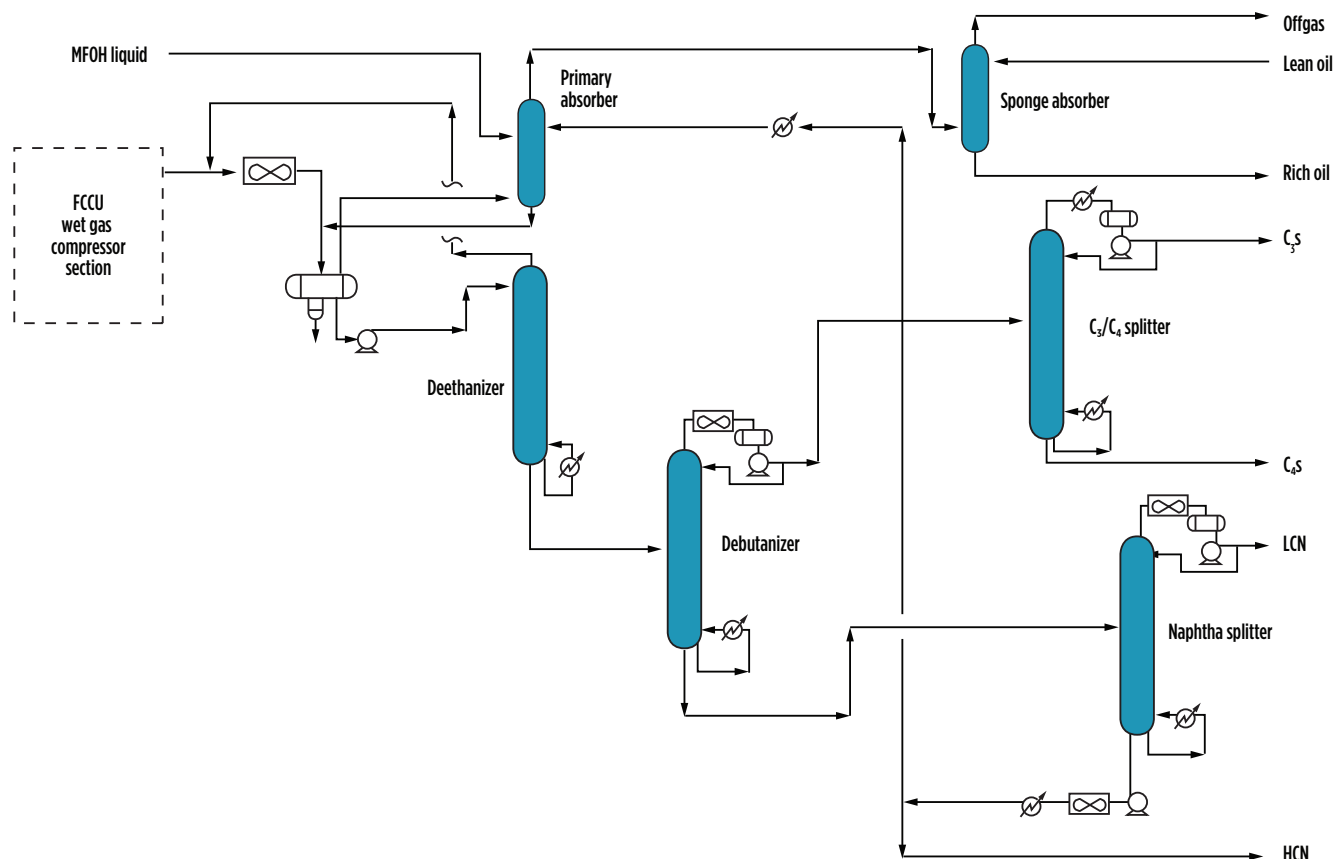 Offgas
MFOH liquid
Lean oil
Primary
absorber
Sponge absorber
FCCU
wet gas
compressor
section
Rich oil
C₃s
C₃/C₄ splitter
Deethanizer
C₄s
Debutanizer
LCN
Naphtha splitter
HCN